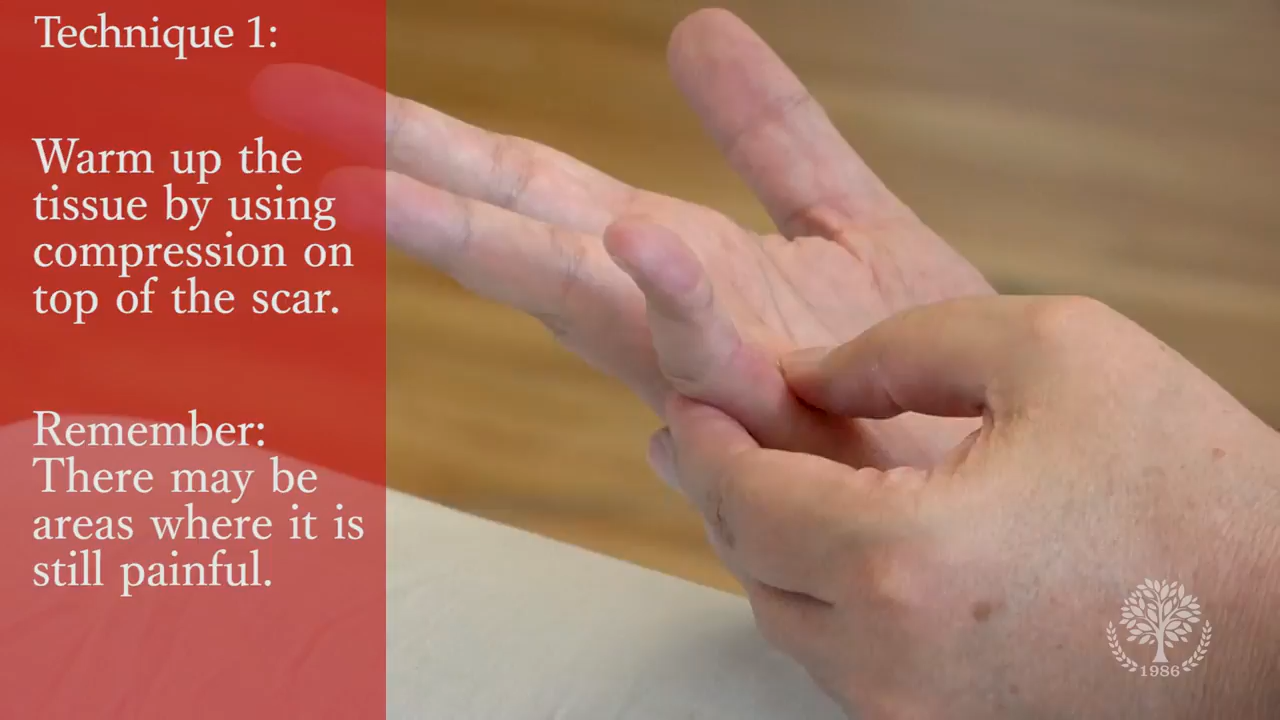 Technique 1:
Warm up the
tissue by using
compression on
top of the scar.
Remember:
There may be
areas where it is
still painful.
1986